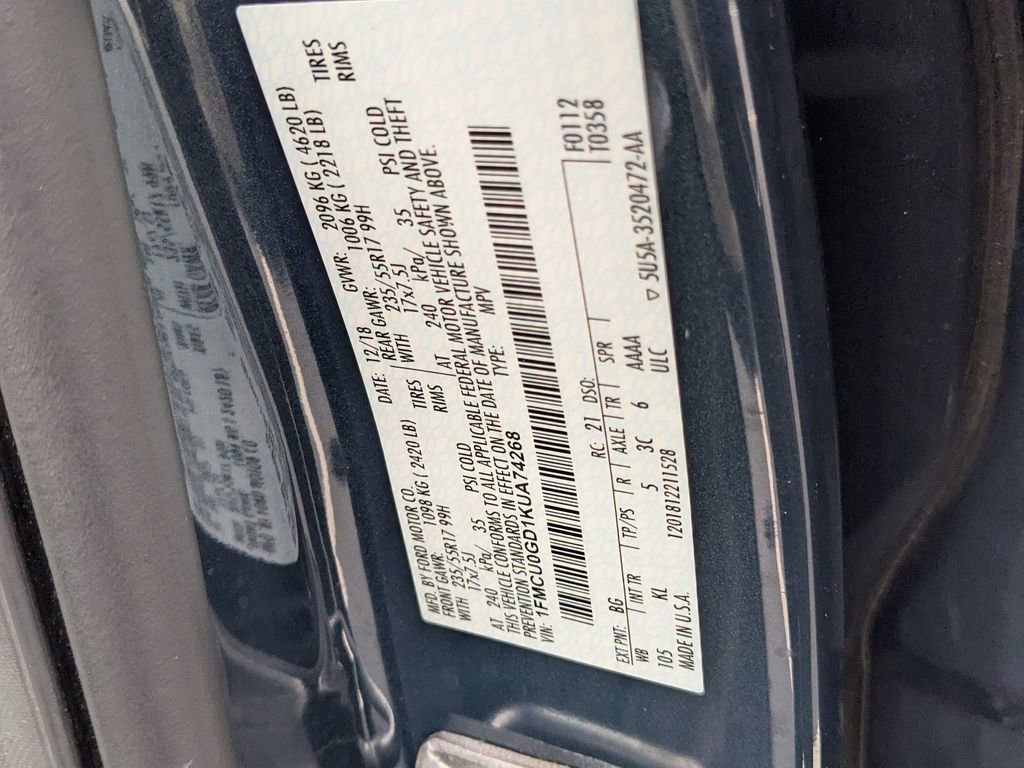 MFD. BY FORD MOTOR CO. DATE: 12/18 GVWR: 2096 KG ( 4620 LB)
FRONT GAWR: 1098 KG ( 2420 LB) REAR GAWR: 1006 KG ( 2218 LB)
WITH 235/55R17 99H TIRES WITH 235/55R17 99H TIRES
17x7.5J RIMS 17x7.5J RIMS
AT 240 kPa/ 35 PSI COLD AT 240 kPa/ 35 PSI COLD
THIS VEHICLE CONFORMS TO ALL APPLICABLE FEDERAL MOTOR VEHICLE SAFETY AND THEFT
PREVENTION STANDARDS IN EFFECT ON THE DATE OF MANUFACTURE SHOWN ABOVE.
VIN: 1FMCU0GD1KUA74268 TYPE: MPV
EXT PNT: BG RC: 21 DSO: F0112
WB INTR TP/PS R AXLE TR SPR T0358
105 KL 5 3C 6 AAAA
MADE IN U.S.A. 1201812211528 ULC 5U5A-3520472-AA